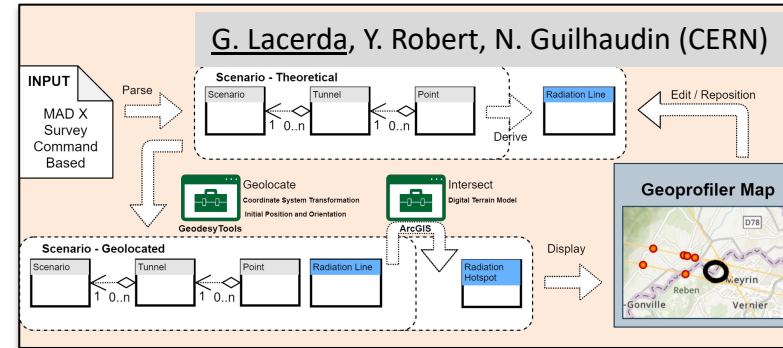 G. Lacerda, Y. Robert, N. Guilhaudin (CERN)
INPUT
MAD X
Survey
Command
Based
Parse
Scenario - Theoretical
Scenario
1
0..n
Tunnel
1
0..n
Point
Derive
Radiation Line
Edit / Reposition
Geolocate
Coordinate System Transformation
Initial Position and Orientation
GeodesyTools
Intersect
Digital Terrain Model
ArcGIS
Scenario - Geolocated
Scenario
1
0..n
Tunnel
1
0..n
Point
Radiation Line
Radiation
Hotspot
Display
Geoprofiler Map
D78
Meyrin
Reben
-Gonville
Vernier